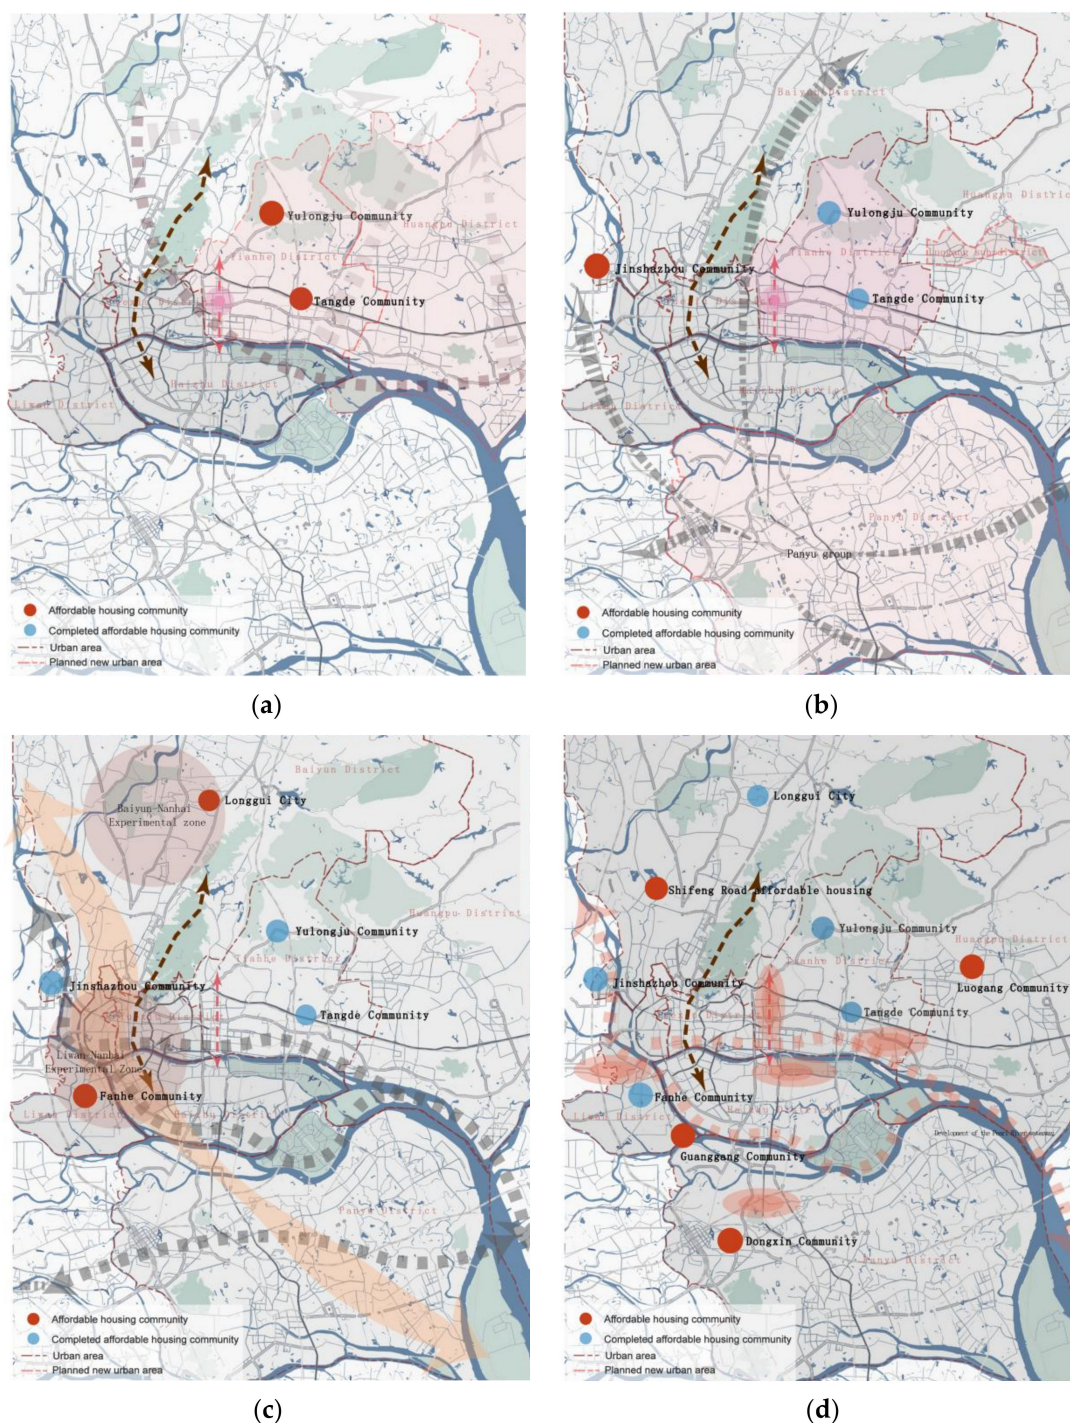 Yulongju Community
Huangpu District
Tianhe District
Tangde Community
Haizhu District
Liwan District
Affordable housing community
Completed affordable housing community
Urban area
Planned new urban area
(a)
Baiyun District
Huangpu District
Yulongju Community
Tianhe District
Jinshazhou Community
Tangde Community
Liwan District
Panyu District
Panyu group
Affordable housing community
Completed affordable housing community
Urban area
Planned new urban area
(b)
Baiyun District
Longgui City
Baiyun-Nanhai
Experimental zone
Huangpu District
Yulongju Community
Tianhe District
Jinshazhou Community
Tangde Community
Liwan-Nanhai
Experimental Zone
Fanhe Community
Liwan District
Haizhu District
Panyu District
Affordable housing community
Completed affordable housing community
Urban area
Planned new urban area
(c)
Longgui City
Shifeng Road affordable housing
Yulongju Community
Huangpu District
Tianhe District
Jinshazhou Community
Luogang Community
Tangde Community
Fanhe Community
Liwan District
Haizhu District
Guanggang Community
Dongxin Community
Panyu District
Affordable housing community
Completed affordable housing community
Urban area
Planned new urban area
(d)